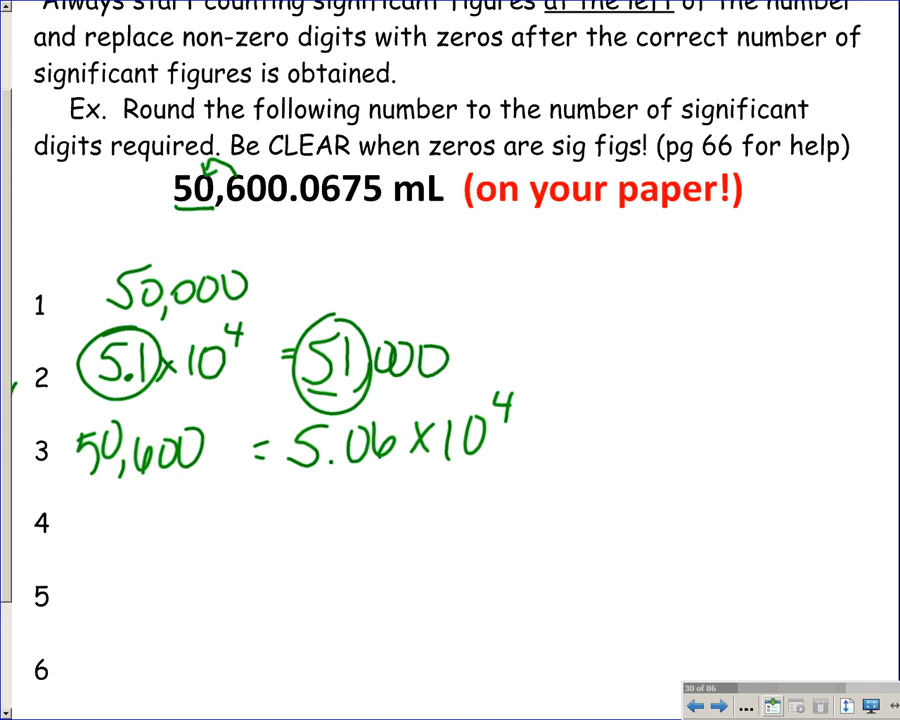 Always start counting significant figures at the left of the number
and replace non-zero digits with zeros after the correct number of
significant figures is obtained.
Ex. Round the following number to the number of significant
digits required. Be CLEAR when zeros are sig figs! (pg 66 for help)
50,600.0675 mL (on your paper!)
1 50,000
2 5.1 x 10⁴ = 51,000
3 50,600 = 5.06 x 10⁴
4
5
6
30 of 86